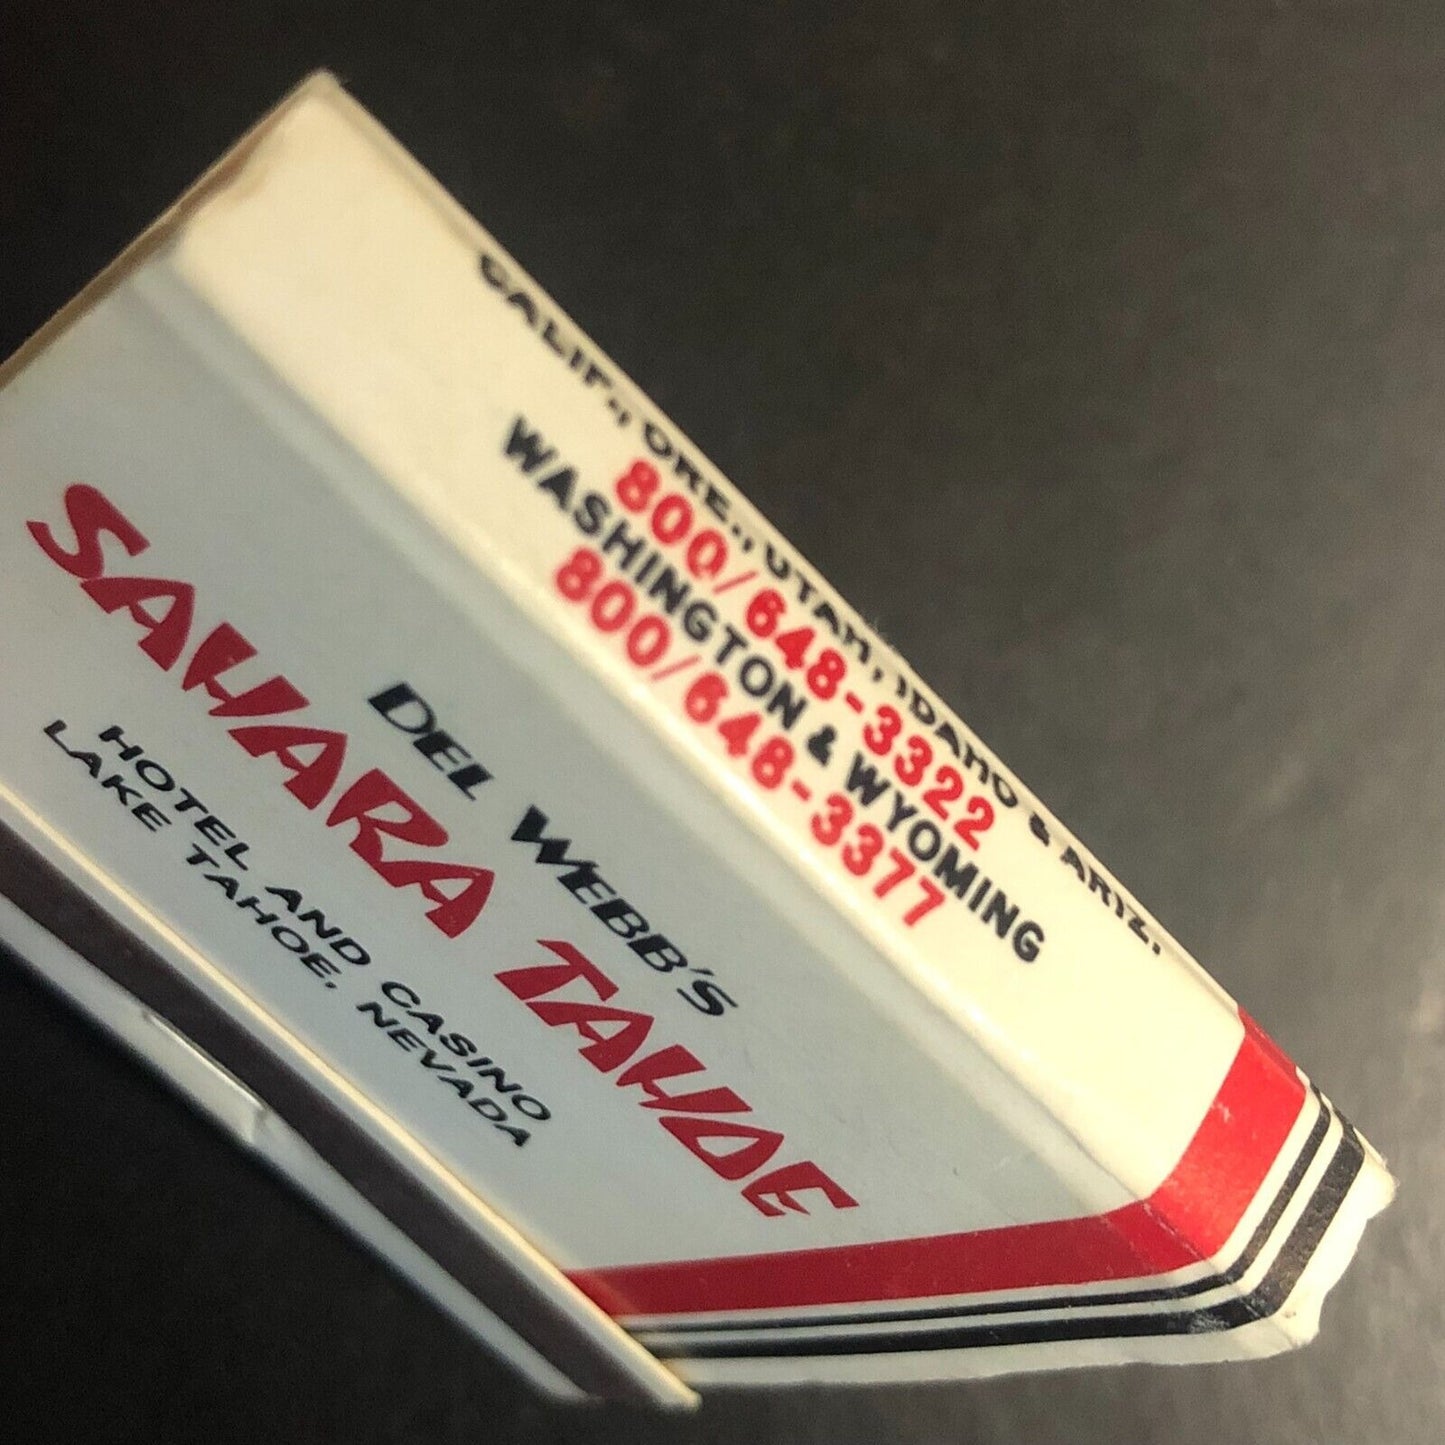 CALIF., ORE., UTAH, IDAHO & ARIZ.
800/648-3322
WASHINGTON & WYOMING
800/648-3377
DEL WEBB'S
SAHARA TAHOE
HOTEL AND CASINO
LAKE TAHOE, NEVADA